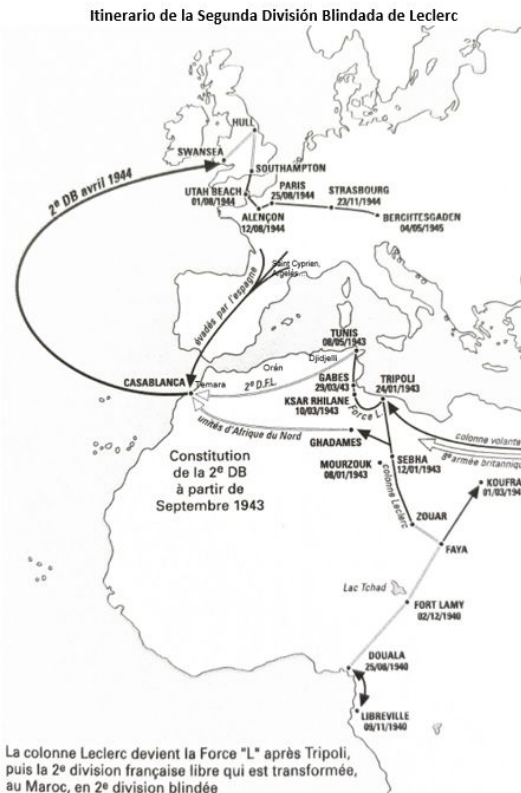 Itinerario de la Segunda División Blindada de Leclerc
HULL
SWANSEA
SOUTHAMPTON
2e DB avril 1944
UTAH BEACH
01/08/1944
PARIS
25/08/1944
STRASBOURG
23/11/1944
ALENÇON
12/08/1944
BERCHTESGADEN
04/05/1945
Saint Cyprien,
Argelés...
évadés par l'espagne
TUNIS
08/05/1943
Djidjelli
Orán
CASABLANCA
Temara
2e D.F.L.
GABES
29/03/43
TRIPOLI
24/01/1943
KSAR RHILANE
10/03/1943
Force L.
unités d'Afrique du Nord
GHADAMES
colonne volante
8e armée britanniq
Constitution
de la 2e DB
à partir de
Septembre 1943
MOURZOUK
08/01/1943
SEBHA
12/01/1943
colonne Leclerc
KOUFRA
01/03/194
ZOUAR
FAYA
Lac Tchad
FORT LAMY
02/12/1940
DOUALA
25/08/1940
LIBREVILLE
09/11/1940
La colonne Leclerc devient la Force "L" après Tripoli,
puis la 2e division française libre qui est transformée,
au Maroc, en 2e division blindée